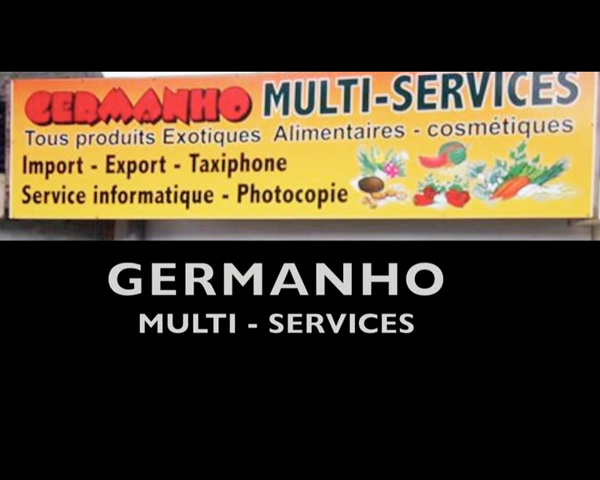 GERMANHO MULTI-SERVICES
Tous produits Exotiques Alimentaires - cosmétiques
Import - Export - Taxiphone
Service informatique - Photocopie
GERMANHO
MULTI - SERVICES